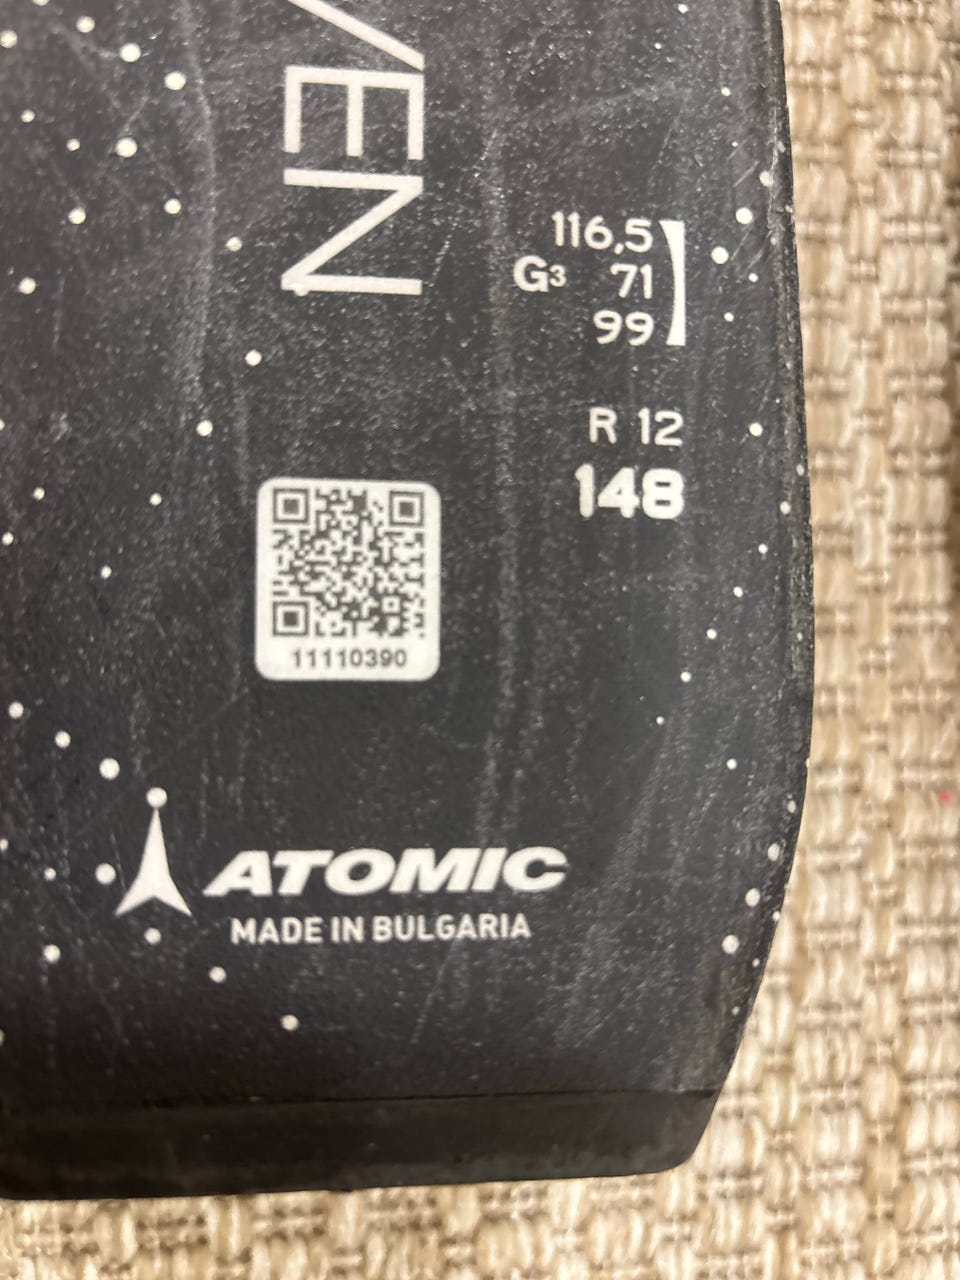 VEN
116,5
G3 71
99
R 12
148
11110390
ATOMIC
MADE IN BULGARIA